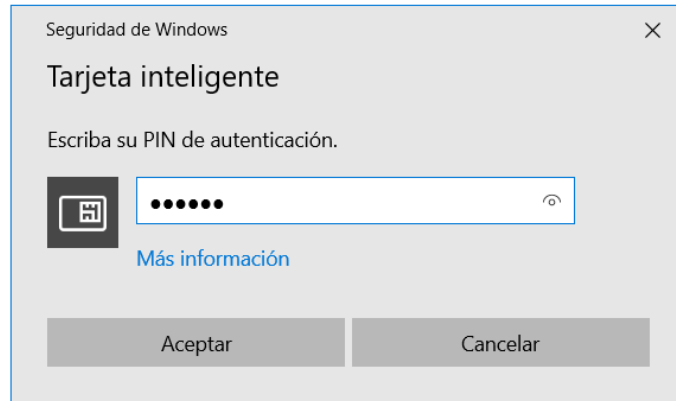 Seguridad de Windows
Tarjeta inteligente
Escriba su PIN de autenticación.
••••••
Más información
Aceptar
Cancelar